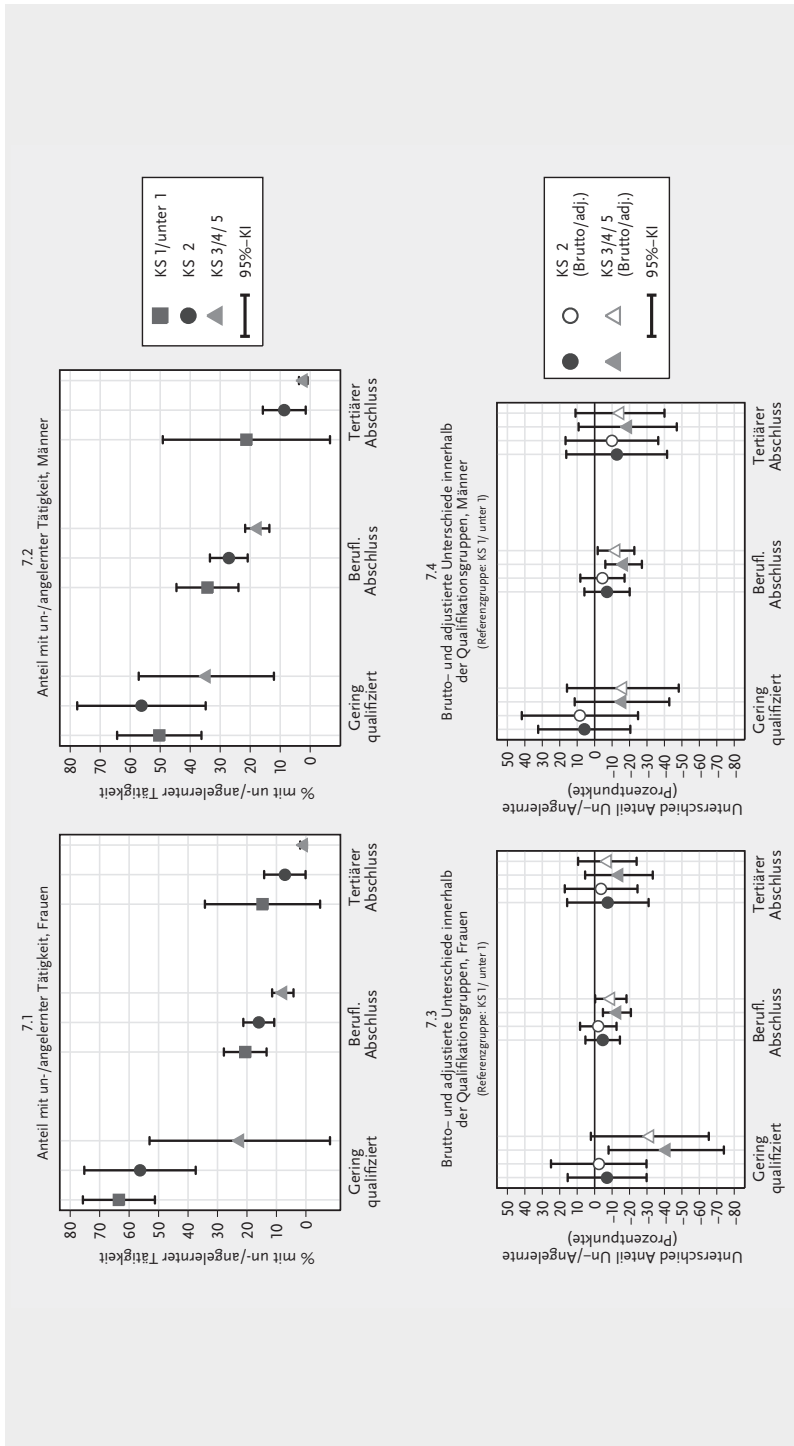 7.1
Anteil mit un-/angelernter Tätigkeit, Frauen
% mit un-/angelernter Tätigkeit
80
70
60
50
40
30
20
10
0
Gering
qualifiziert
Berufl.
Abschluss
Tertiärer
Abschluss
7.2
Anteil mit un-/angelernter Tätigkeit, Männer
% mit un-/angelernter Tätigkeit
80
70
60
50
40
30
20
10
0
Gering
qualifiziert
Berufl.
Abschluss
Tertiärer
Abschluss
KS 1/unter 1
KS 2
KS 3/4/ 5
95%–KI
7.3
Brutto– und adjustierte Unterschiede innerhalb
der Qualifikationsgruppen, Frauen
(Referenzgruppe: KS 1/ unter 1)
Unterschied Anteil Un–/Angelernte
(Prozentpunkte)
50
40
30
20
10
0
–10
–20
–30
–40
–50
–60
–70
–80
Gering
qualifiziert
Berufl.
Abschluss
Tertiärer
Abschluss
7.4
Brutto– und adjustierte Unterschiede innerhalb
der Qualifikationsgruppen, Männer
(Referenzgruppe: KS 1/ unter 1)
Unterschied Anteil Un–/Angelernte
(Prozentpunkte)
50
40
30
20
10
0
–10
–20
–30
–40
–50
–60
–70
–80
Gering
qualifiziert
Berufl.
Abschluss
Tertiärer
Abschluss
KS 2
(Brutto/adj.)
KS 3/4/ 5
(Brutto/adj.)
95%–KI